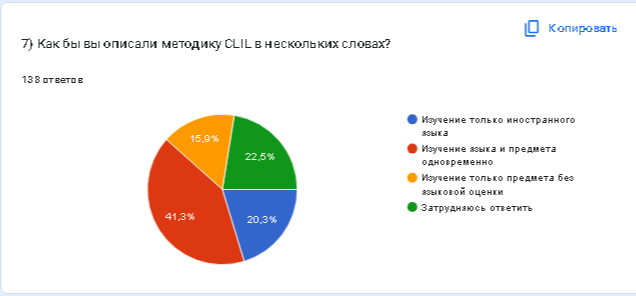 Копировать
7) Как бы вы описали методику CLIL в нескольких словах?
138 ответов
15,9%
22,5%
41,3%
20,3%
Изучение только иностранного
языка
Изучение языка и предмета
одновременно
Изучение только предмета без
языковой оценки
Затрудняюсь ответить